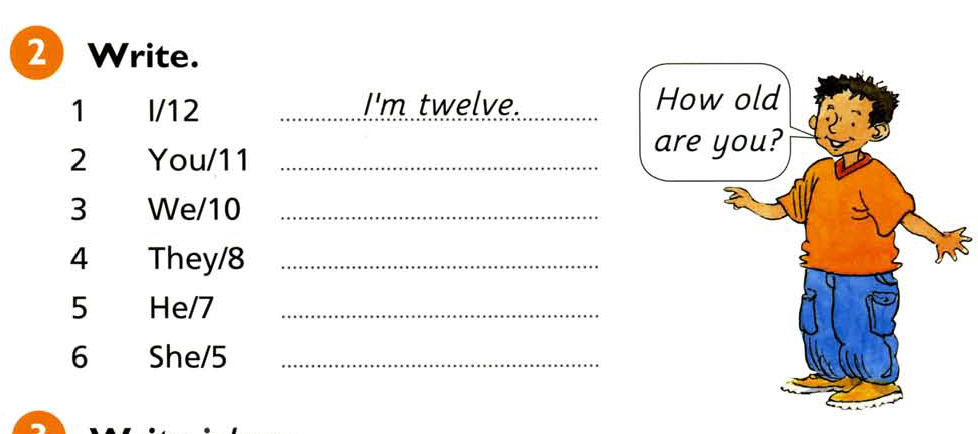 2 Write.
1 I/12 I'm twelve.
2 You/11
3 We/10
4 They/8
5 He/7
6 She/5
How old
are you?
3